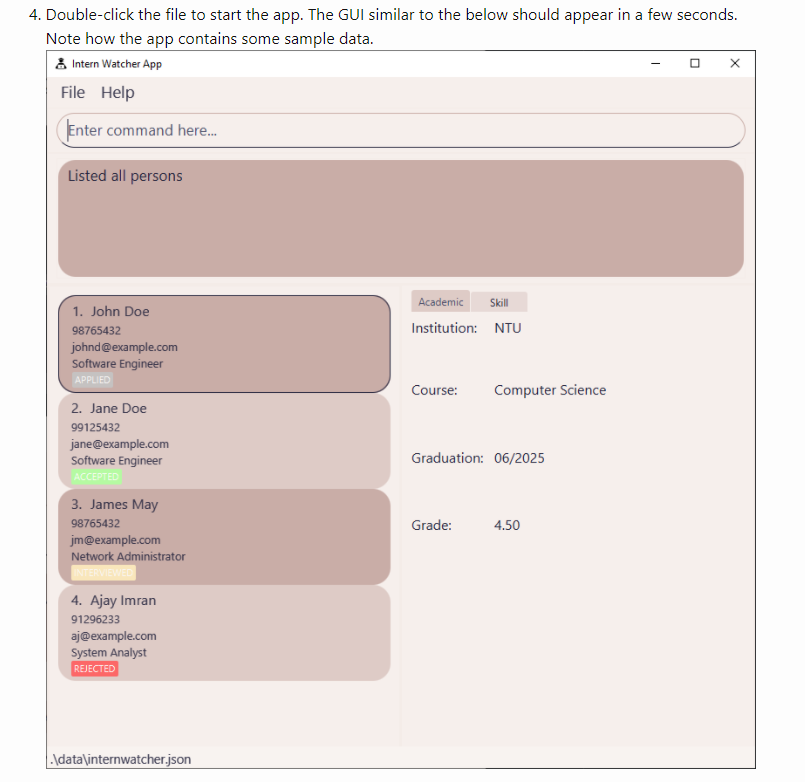 4. Double-click the file to start the app. The GUI similar to the below should appear in a few seconds.
Note how the app contains some sample data.
Intern Watcher App
File Help
Enter command here...
Listed all persons
1. John Doe
98765432
johnd@example.com
Software Engineer
APPLIED
2. Jane Doe
99125432
jane@example.com
Software Engineer
ACCEPTED
3. James May
98765432
jm@example.com
Network Administrator
INTERVIEWED
4. Ajay Imran
91296233
aj@example.com
System Analyst
REJECTED
Academic Skill
Institution: NTU
Course: Computer Science
Graduation: 06/2025
Grade: 4.50
.\data\internwatcher.json